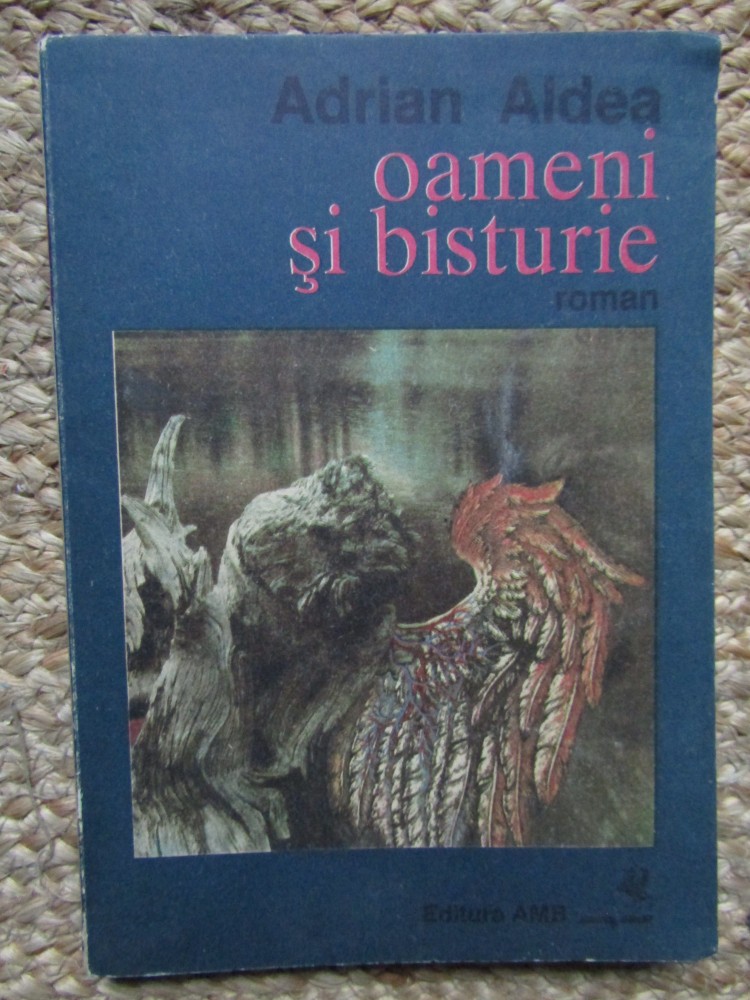 Adrian Aldea
oameni
şi bisturie
roman
Editura AMB